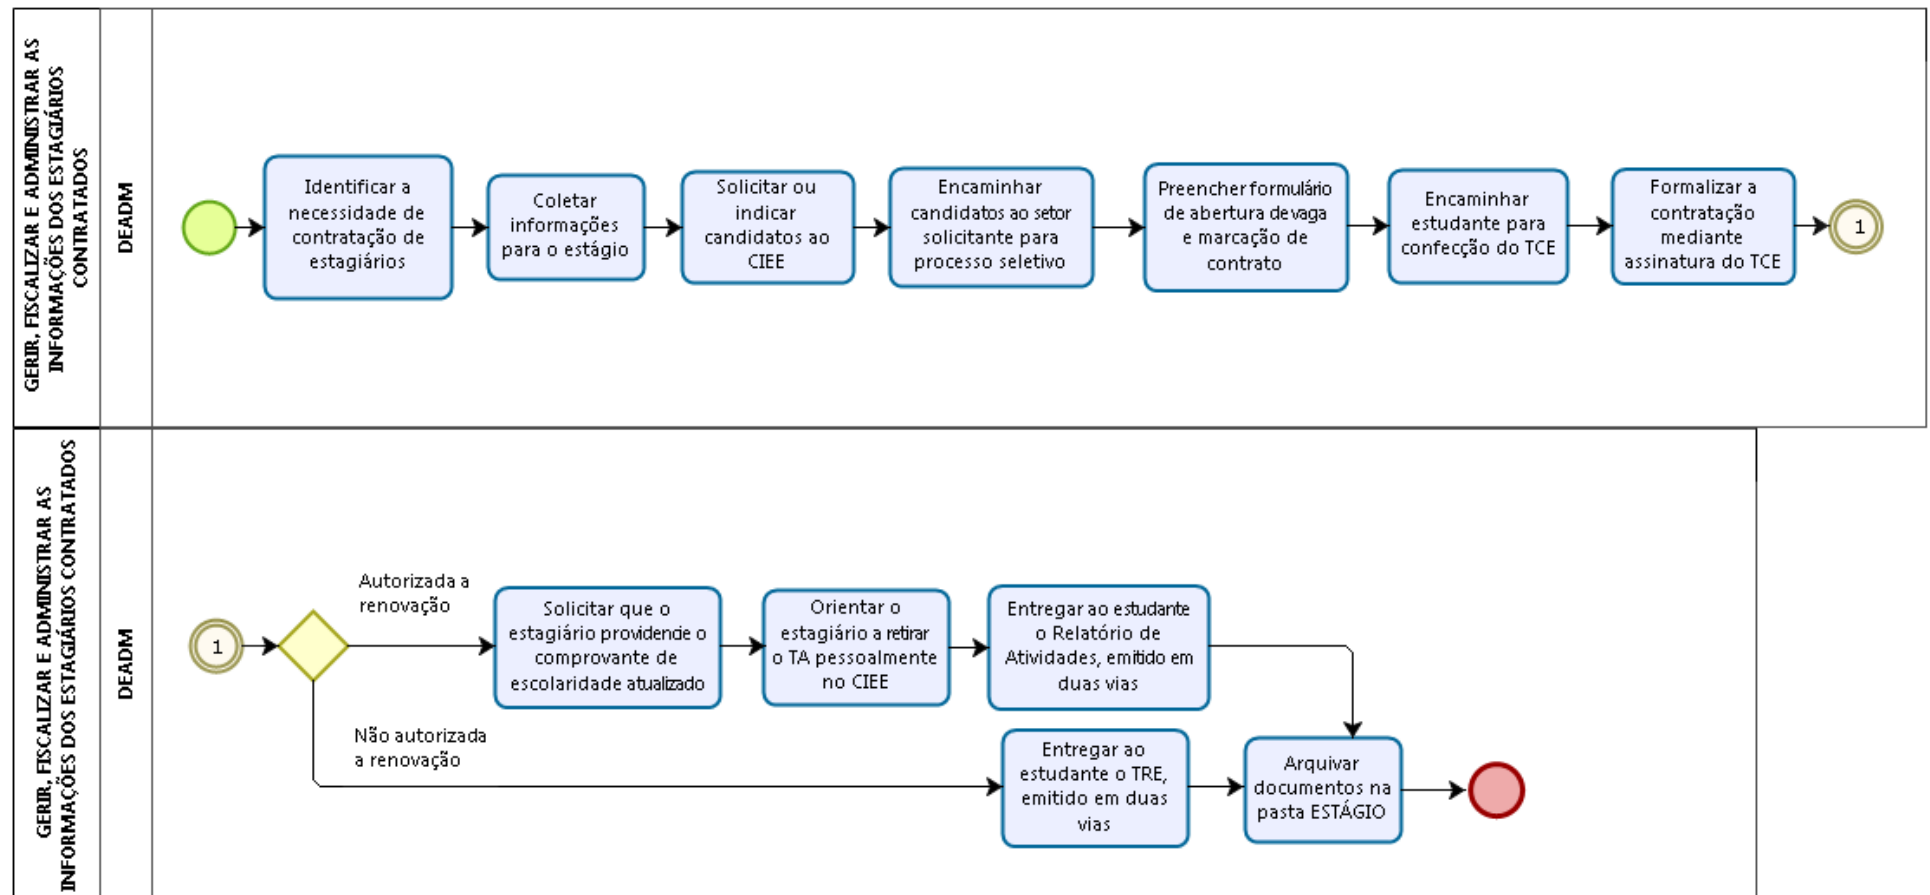 GERIR, FISCALIZAR E ADMINISTRAR AS
INFORMAÇÕES DOS ESTAGIÁRIOS
CONTRATADOS
DEADM
Identificar a
necessidade de
contratação de
estagiários
Coletar
informações
para o estágio
Solicitar ou
indicar
candidatos ao
CIEE
Encaminhar
candidatos ao setor
solicitante para
processo seletivo
Preencher formulário
de abertura de vaga
e marcação de
contrato
Encaminhar
estudante para
confecção do TCE
Formalizar a
contratação
mediante
assinatura do TCE
1
GERIR, FISCALIZAR E ADMINISTRAR AS
INFORMAÇÕES DOS ESTAGIÁRIOS CONTRATADOS
DEADM
1
Autorizada a
renovação
Solicitar que o
estagiário providencie o
comprovante de
escolaridade atualizado
Orientar o
estagiário a retirar
o TA pessoalmente
no CIEE
Entregar ao estudante
o Relatório de
Atividades, emitido em
duas vias
Não autorizada
a renovação
Entregar ao
estudante o TRE,
emitido em duas
vias
Arquivar
documentos na
pasta ESTÁGIO